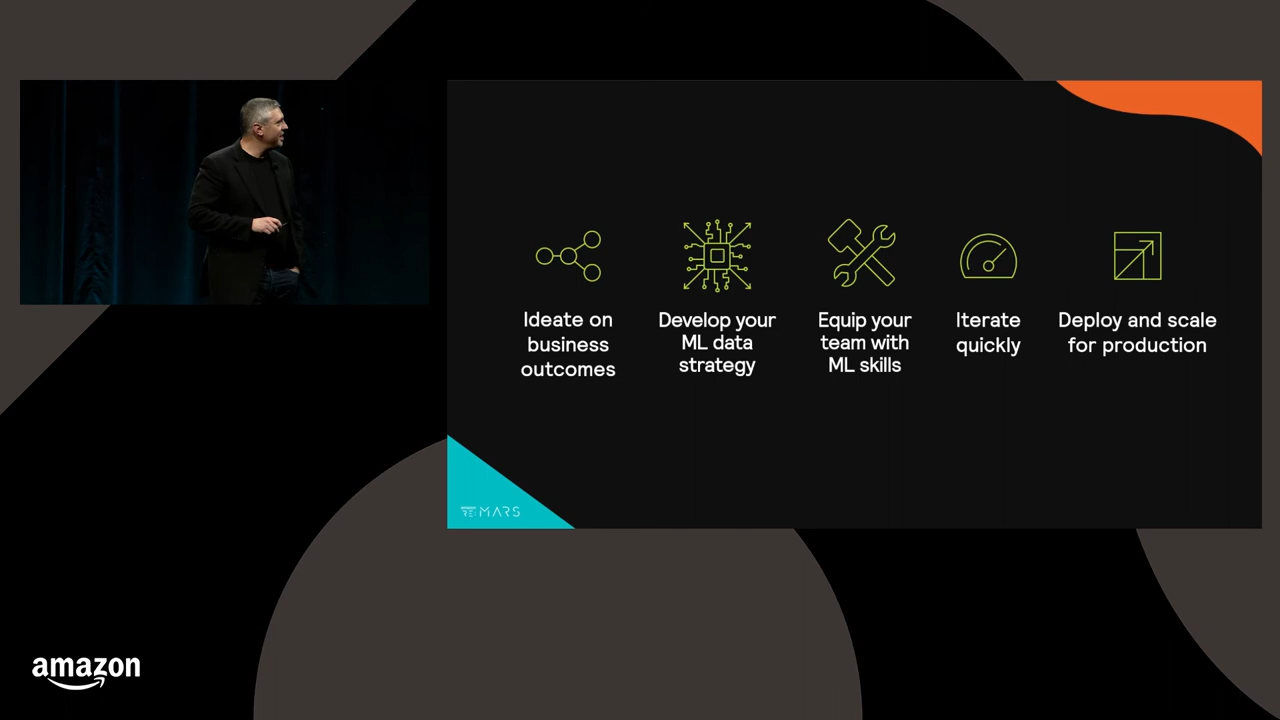 Ideate on
business
outcomes
Develop your
ML data
strategy
Equip your
team with
ML skills
Iterate
quickly
Deploy and scale
for production
RE:MARS
amazon